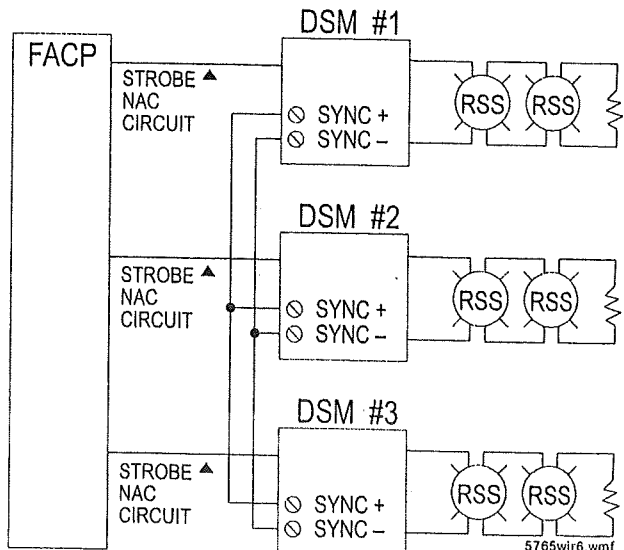 DSM #1
FACP
STROBE ▲
NAC
CIRCUIT
SYNC +
SYNC –
RSS
RSS
DSM #2
STROBE ▲
NAC
CIRCUIT
SYNC +
SYNC –
RSS
RSS
DSM #3
STROBE ▲
NAC
CIRCUIT
SYNC +
SYNC –
RSS
RSS
5765wir6.wmf